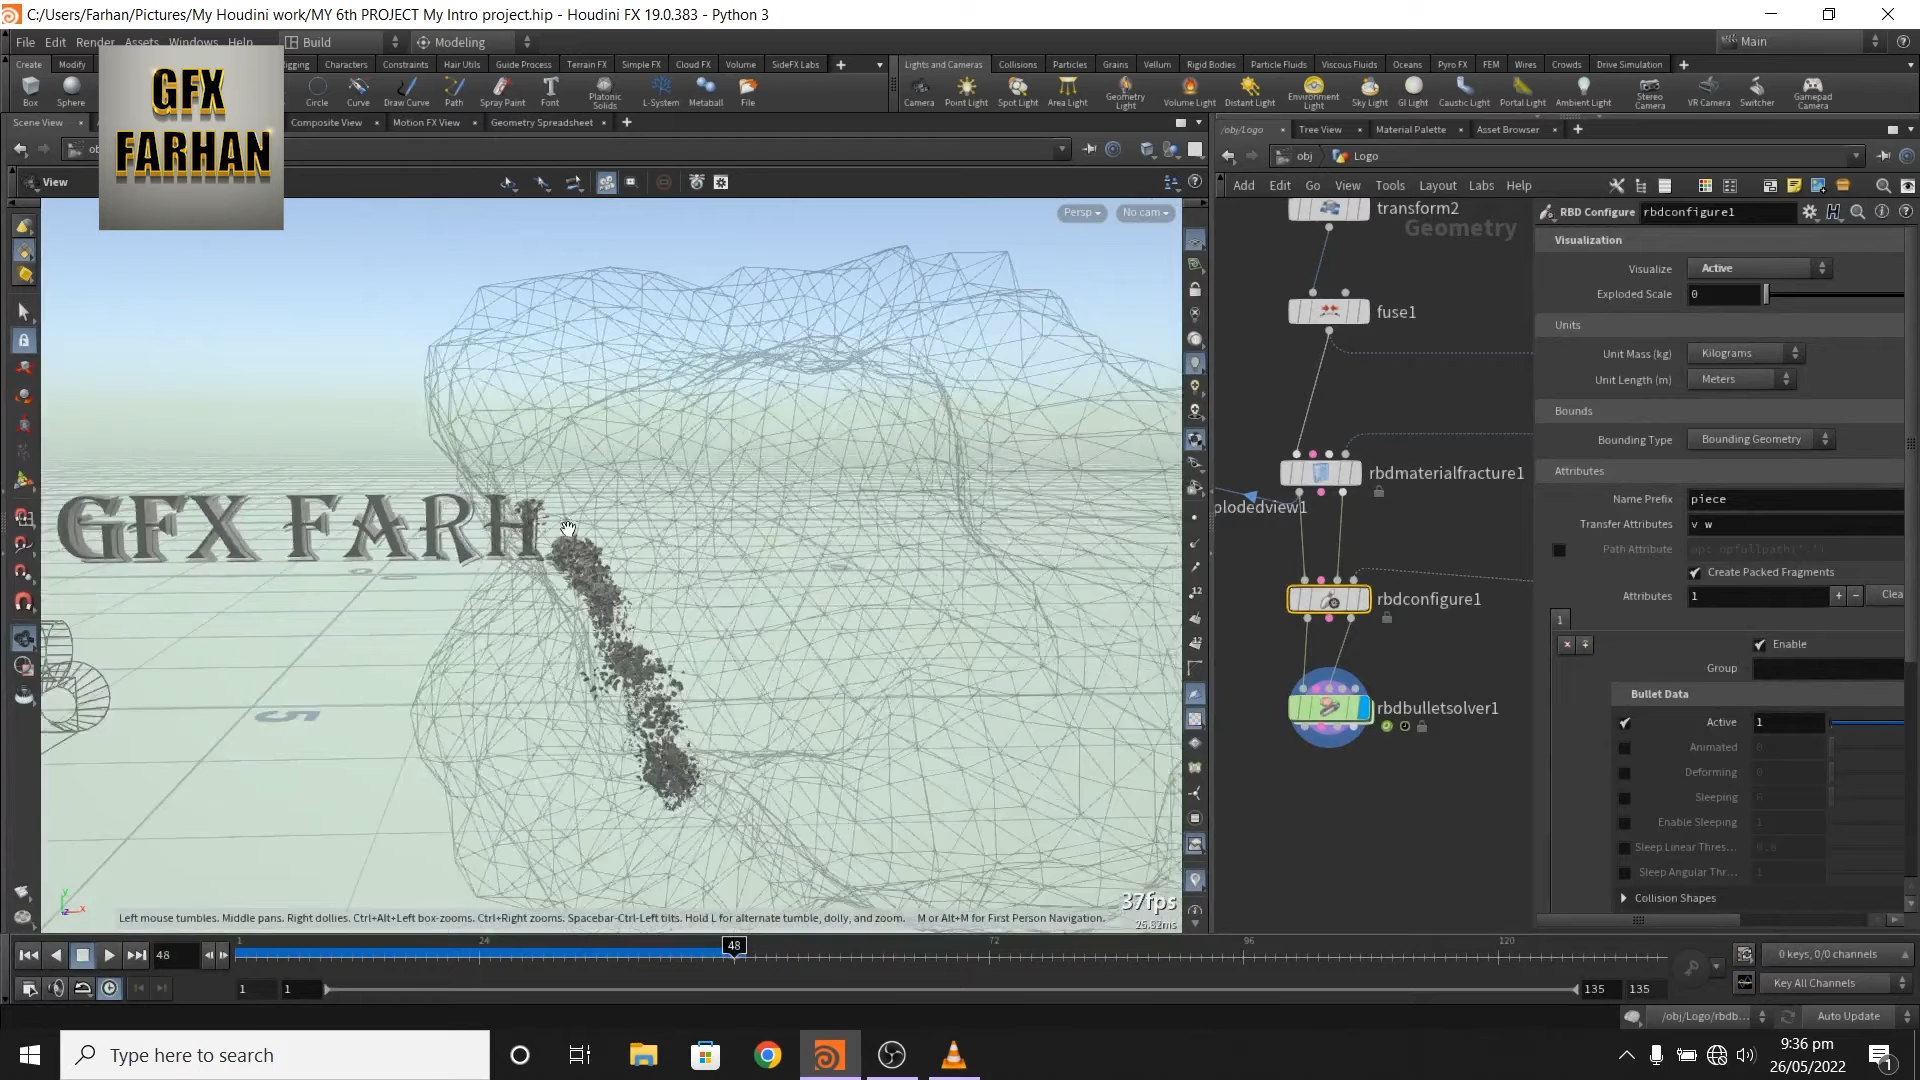 C:/Users/Farhan/Pictures/My Houdini work/MY 6th PROJECT My Intro project.hip - Houdini FX 19.0.383 - Python 3
File Edit Render Assets Windows Help Build Modeling Main
Create Modify Rigging Characters Constraints Hair Utils Guide Process Terrain FX Simple FX Cloud FX Volume SideFX Labs
Lights and Cameras Collisions Particles Grains Vellum Rigid Bodies Particle Fluids Viscous Fluids Oceans Pyro FX FEM Wires Crowds Drive Simulation
Box Sphere Circle Curve Draw Curve Path Spray Paint Font Platonic Solids L-System Metaball File
Camera Point Light Spot Light Area Light Geometry Light Volume Light Distant Light Environment Light Sky Light GI Light Caustic Light Portal Light Ambient Light Stereo Camera VR Camera Switcher Gamepad Camera
GFX
FARHAN
Scene View Composite View Motion FX View Geometry Spreadsheet
/obj/Logo Tree View Material Palette Asset Browser
ob
obj Logo
View
Add Edit Go View Tools Layout Labs Help
Persp No cam
transform2
Geometry
fuse1
rbdmaterialfracture1
plodedview1
rbdconfigure1
rbdbulletsolver1
RBD Configure rbdconfigure1
Visualization
Visualize Active
Exploded Scale 0
Units
Unit Mass (kg) Kilograms
Unit Length (m) Meters
Bounds
Bounding Type Bounding Geometry
Attributes
Name Prefix piece
Transfer Attributes v w
Path Attribute
Create Packed Fragments
Attributes 1 + - Clea
1
Enable
Group
Bullet Data
Active 1
Animated 0
Deforming 0
Sleeping 0
Enable Sleeping 1
Sleep Linear Thres...
Sleep Angular Thr... 1
Collision Shapes
GFX FARH
5
37fps
Left mouse tumbles. Middle pans. Right dollies. Ctrl+Alt+Left box-zooms. Ctrl+Right zooms. Spacebar-Ctrl-Left tilts. Hold L for alternate tumble, dolly, and zoom. M or Alt+M for First Person Navigation.
48 1 24 48 72 96 120
0 keys, 0/0 channels
1 1 135 135
Key All Channels
/obj/Logo/rbdb... Auto Update
Type here to search
9:36 pm
26/05/2022
1